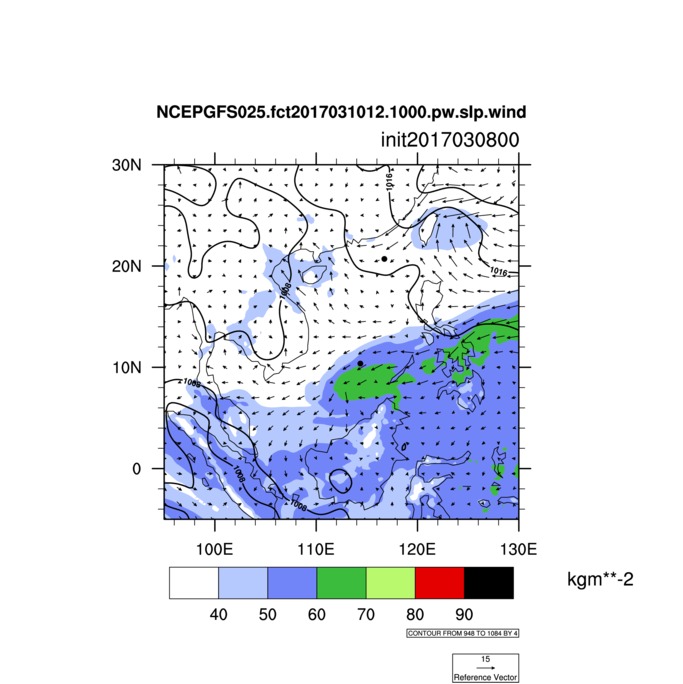 NCEPGFS025.fct2017031012.1000.pw.slp.wind
init2017030800
30N
20N
10N
0
1016
1016
1008
1008
1008
1008
0
100E 110E 120E 130E
kgm**-2
40 50 60 70 80 90
CONTOUR FROM 948 TO 1084 BY 4
15
Reference Vector